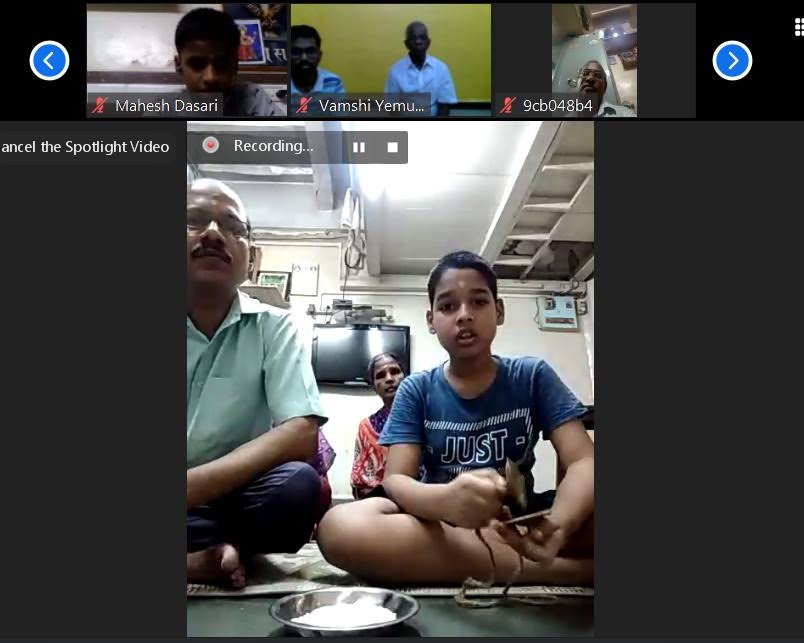 Mahesh Dasari
Vamshi Yemu...
9cb048b4
ancel the Spotlight Video
Recording...
- JUST -